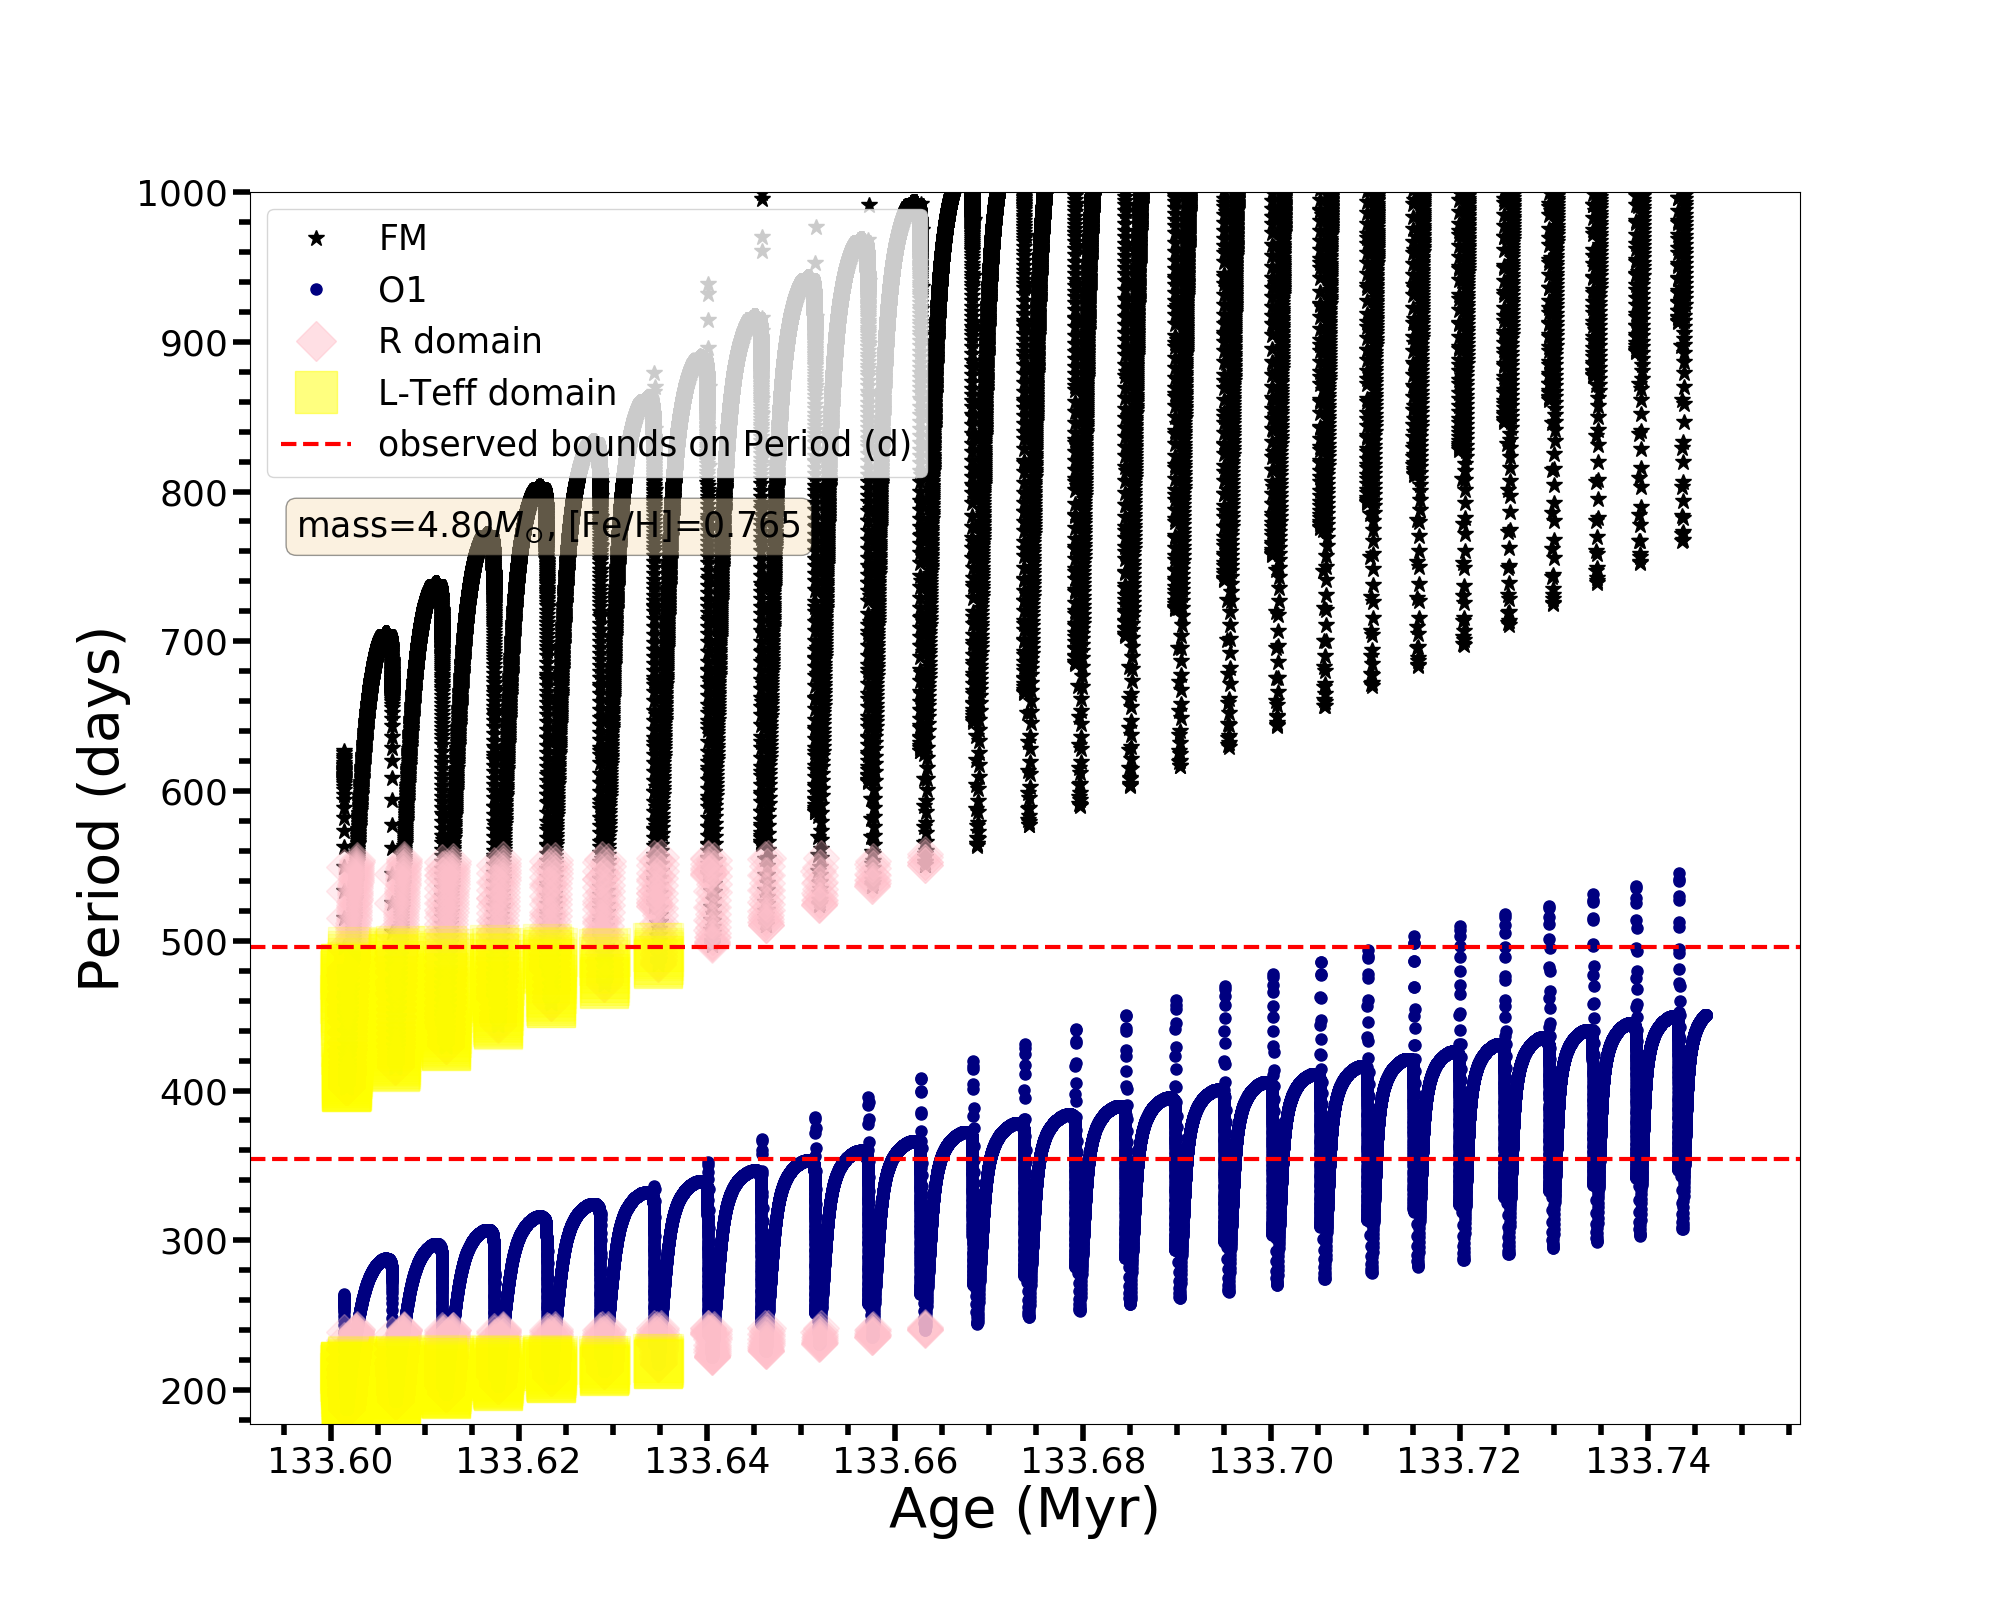 1000
900
800
700
600
500
400
300
200
Period (days)
FM
O1
R domain
L-Teff domain
observed bounds on Period (d)
mass=4.80M⊙, [Fe/H]=0.765
133.60 133.62 133.64 133.66 133.68 133.70 133.72 133.74
Age (Myr)